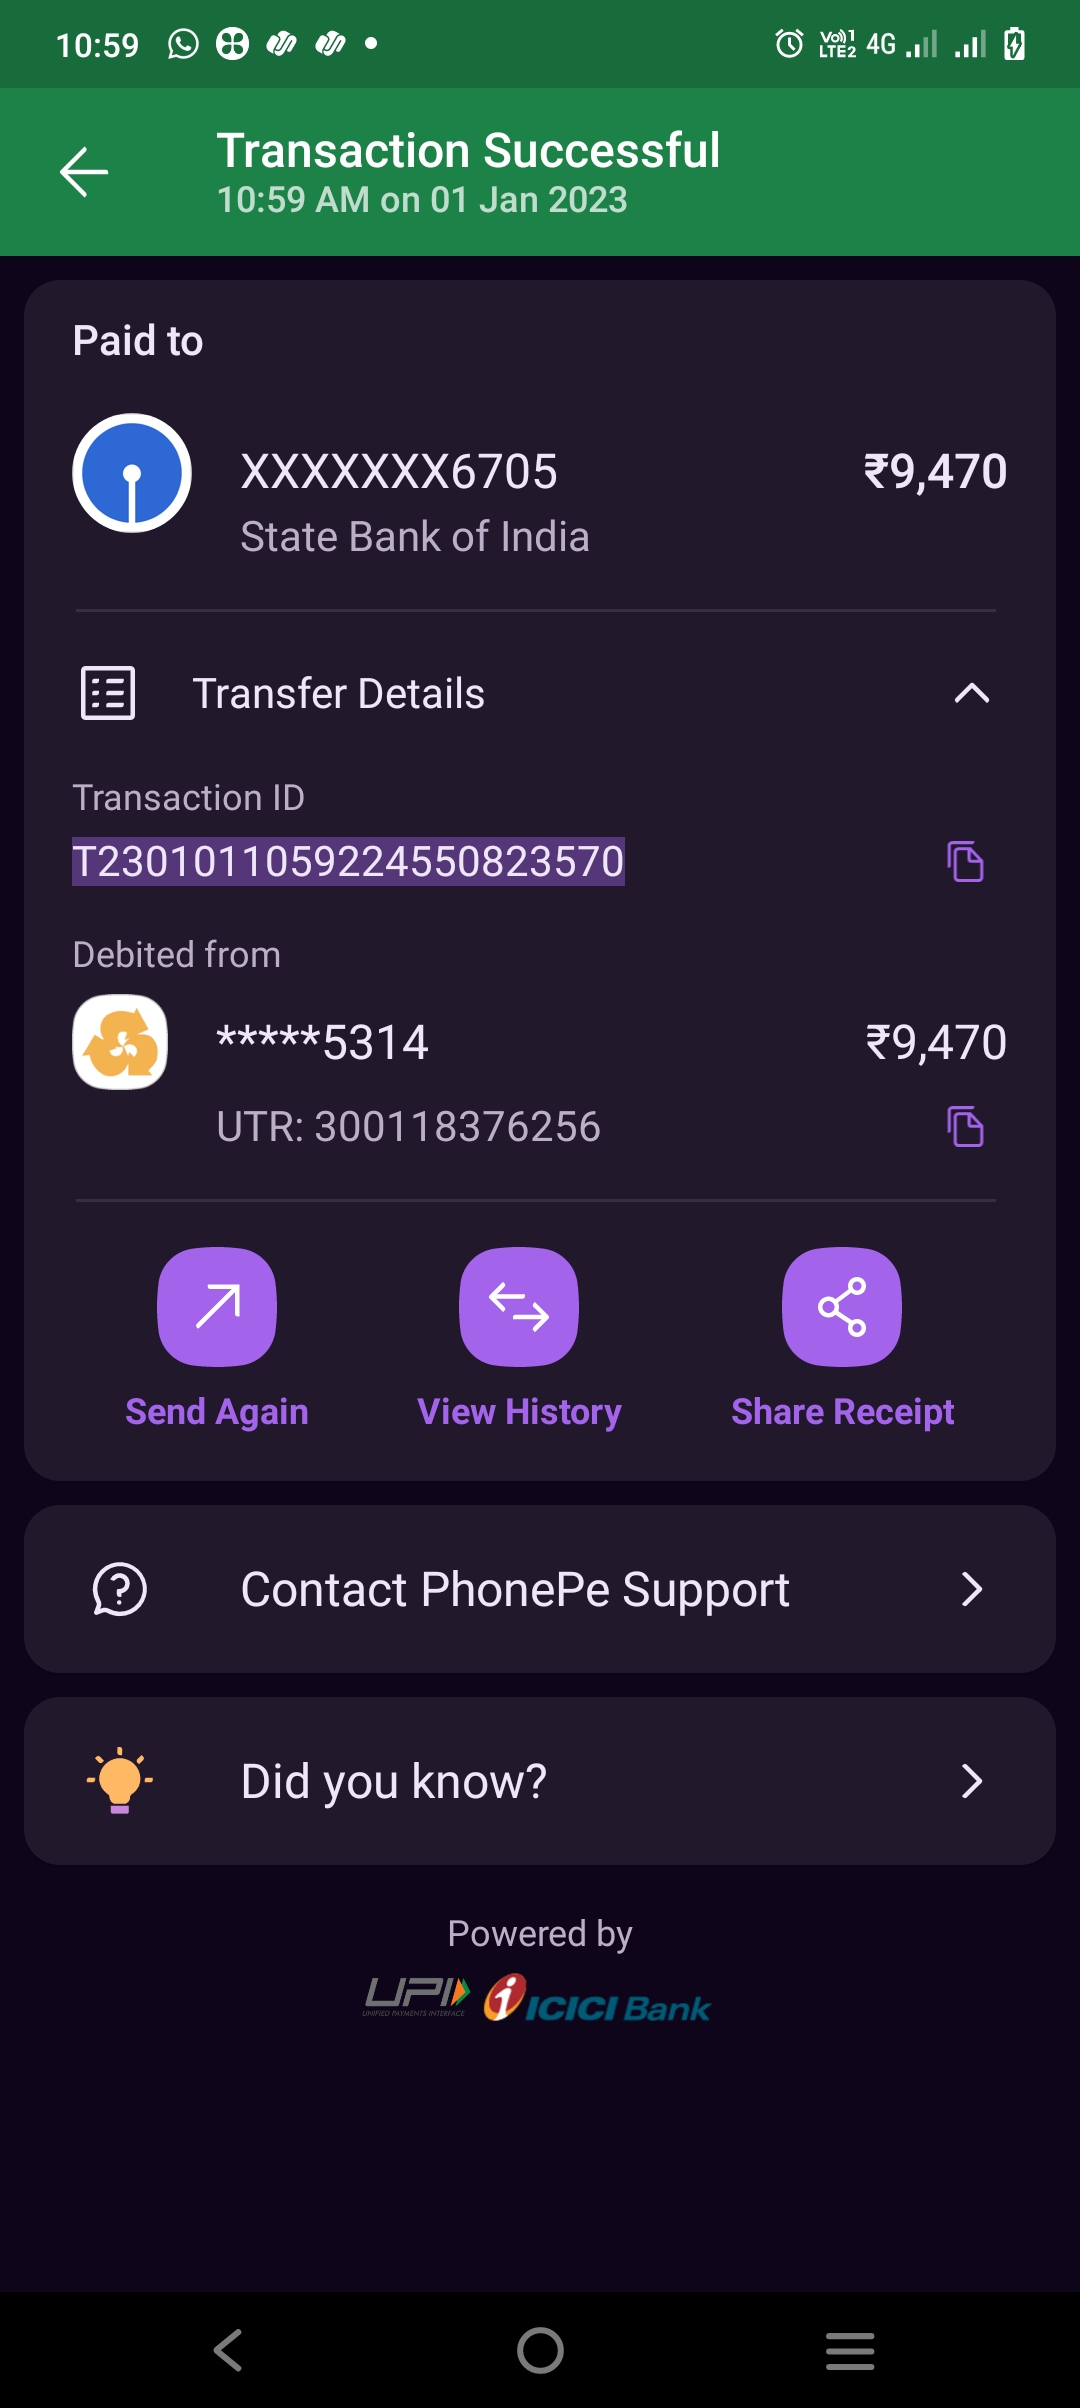 10:59
Vo)) 1
LTE2 4G
Transaction Successful
10:59 AM on 01 Jan 2023
Paid to
XXXXXXX6705
₹9,470
State Bank of India
Transfer Details
Transaction ID
T2301011059224550823570
Debited from
*****5314
₹9,470
UTR: 300118376256
Send Again
View History
Share Receipt
Contact PhonePe Support
Did you know?
Powered by
UPI
UNIFIED PAYMENTS INTERFACE
ICICI Bank